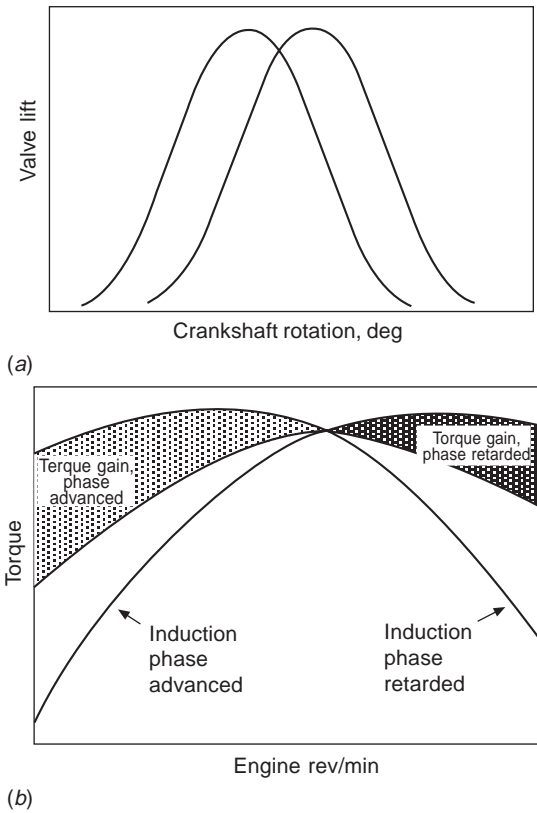 Valve lift
Crankshaft rotation, deg
(a)
Terque gain,
phase
advanced
Torque gain,
phase retarded
Torque
Induction
phase
advanced
Induction
phase
retarded
Engine rev/min
(b)